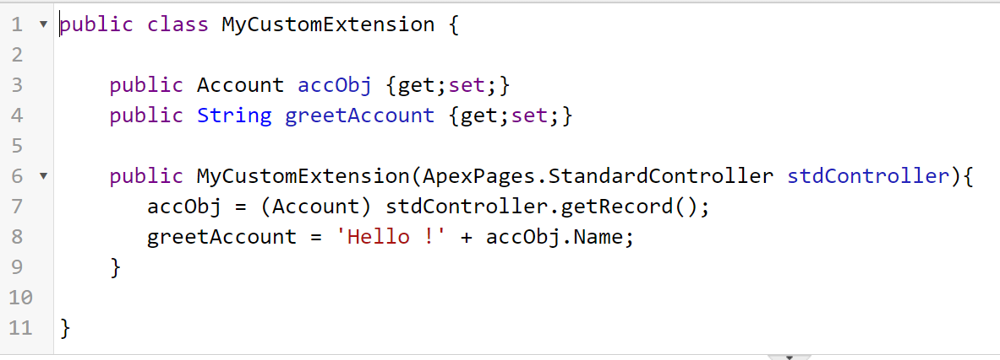 1 public class MyCustomExtension {
2
3 public Account accObj {get;set;}
4 public String greetAccount {get;set;}
5
6 public MyCustomExtension(ApexPages.StandardController stdController){
7 accObj = (Account) stdController.getRecord();
8 greetAccount = 'Hello !' + accObj.Name;
9 }
10
11 }